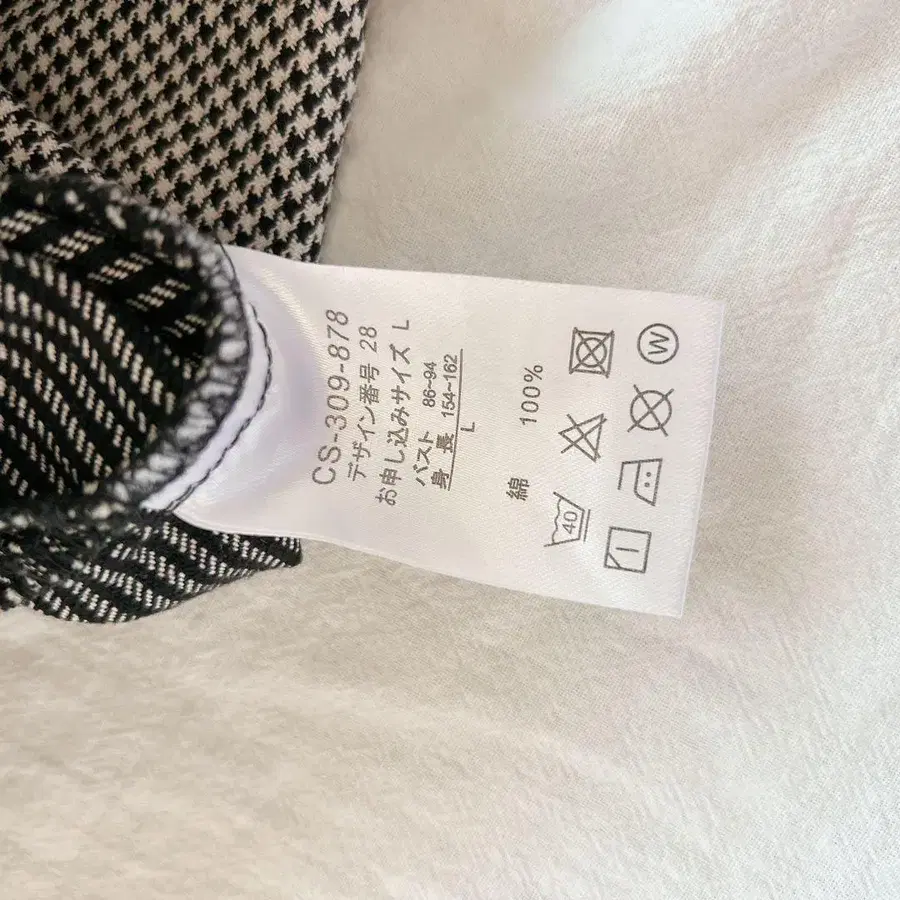 CS-309-878
デザイン番号 28
お申し込みサイズ L
バスト 86~94
身長 154~162
L
綿 100%
40
W